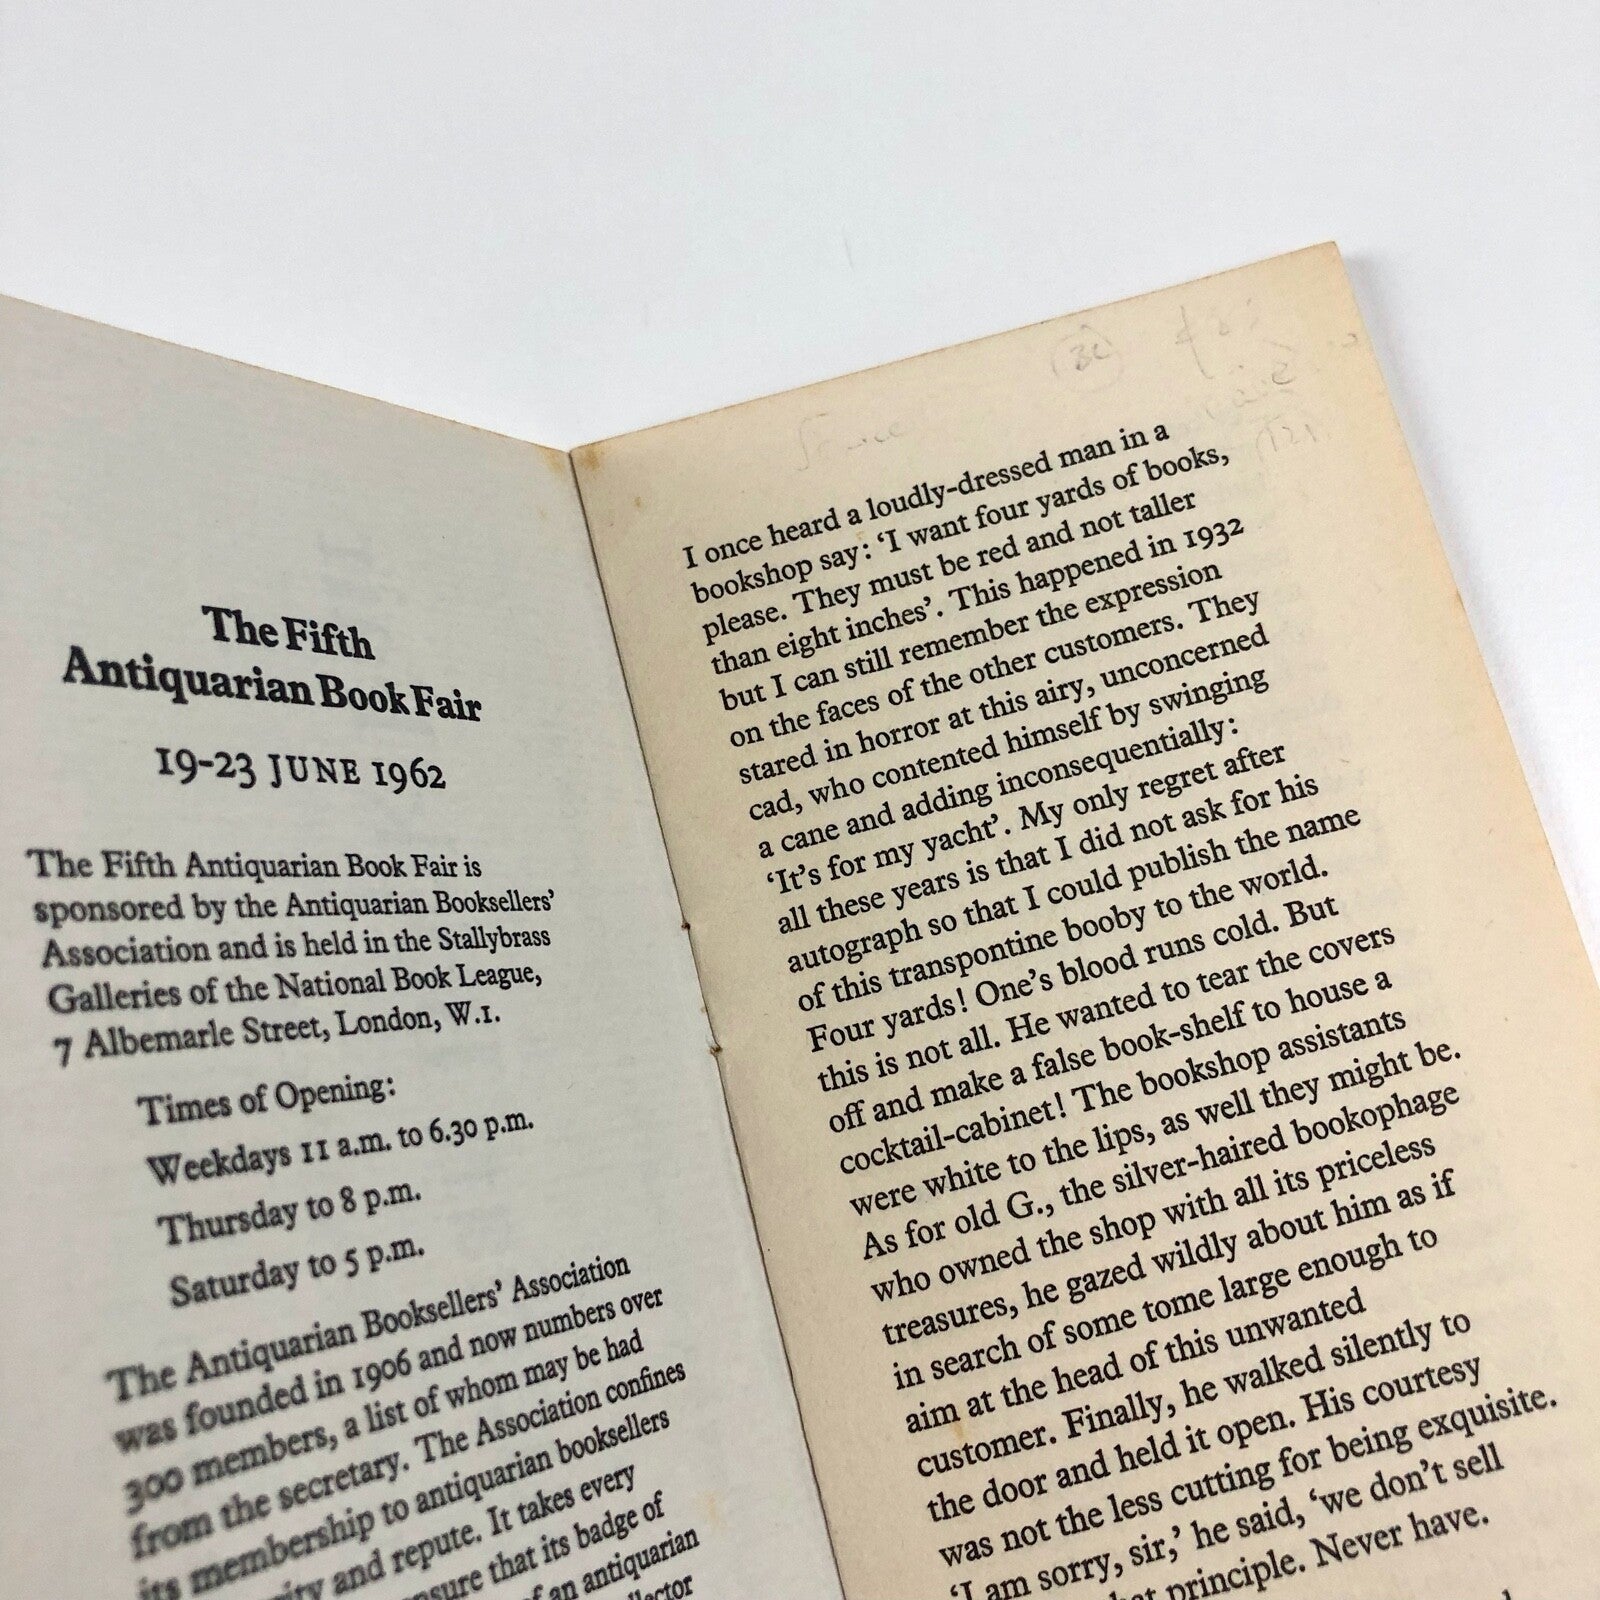 The Fifth
Antiquarian Book Fair
19-23 JUNE 1962
The Fifth Antiquarian Book Fair is
sponsored by the Antiquarian Booksellers'
Association and is held in the Stallybrass
Galleries of the National Book League,
7 Albemarle Street, London, W.1.
Times of Opening:
Weekdays 11 a.m. to 6.30 p.m.
Thursday to 8 p.m.
Saturday to 5 p.m.
The Antiquarian Booksellers' Association
was founded in 1906 and now numbers over
300 members, a list of whom may be had
from the secretary. The Association confines
its membership to antiquarian booksellers
and repute. It takes every
that its badge of
of an antiquarian
I once heard a loudly-dressed man in a
bookshop say: 'I want four yards of books,
please. They must be red and not taller
than eight inches'. This happened in 1932
but I can still remember the expression
on the faces of the other customers. They
stared in horror at this airy, unconcerned
cad, who contented himself by swinging
a cane and adding inconsequentially:
'It's for my yacht'. My only regret after
all these years is that I did not ask for his
autograph so that I could publish the name
of this transpontine booby to the world.
Four yards! One's blood runs cold. But
this is not all. He wanted to tear the covers
off and make a false book-shelf to house a
cocktail-cabinet! The bookshop assistants
were white to the lips, as well they might be.
As for old G., the silver-haired bookophage
who owned the shop with all its priceless
treasures, he gazed wildly about him as if
in search of some tome large enough to
aim at the head of this unwanted
customer. Finally, he walked silently to
the door and held it open. His courtesy
was not the less cutting for being exquisite.
'I am sorry, sir,' he said, 'we don't sell
principle. Never have.